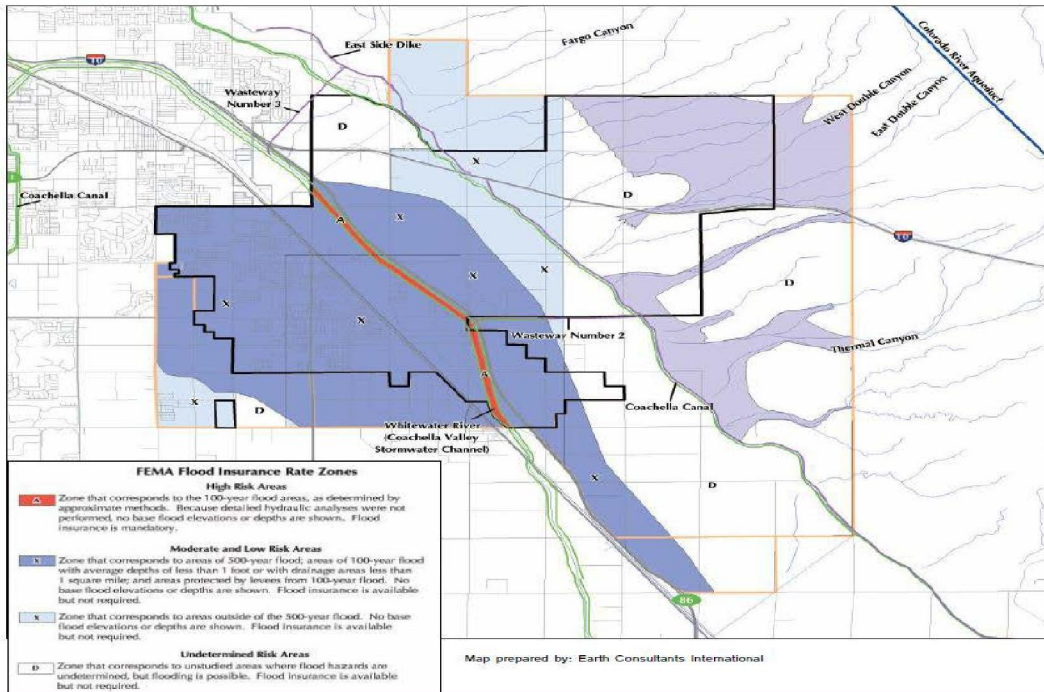 Fargo Canyon
Colorado River Aqueduct
East Side Dike
10
West Double Canyon
East Double Canyon
Wasteway
Number 3
D
X
D
Coachella Canal
A
X
10
X
X
D
X
X
Wasteway Number 2
Thermal Canyon
A
X
D
Coachella Canal
Whitewater River
(Coachella Valley
Stormwater Channel)
X
D
86
FEMA Flood Insurance Rate Zones
High Risk Areas
A
Zone that corresponds to the 100-year flood areas, as determined by
approximate methods. Because detailed hydraulic analyses were not
performed, no base flood elevations or depths are shown. Flood
insurance is mandatory.
Moderate and Low Risk Areas
X
Zone that corresponds to areas of 500-year flood; areas of 100-year flood
with average depths of less than 1 foot or with drainage areas less than
1 square mile; and areas protected by levees from 100-year flood. No
base flood elevations or depths are shown. Flood insurance is available
but not required.
X
Zone that corresponds to areas outside of the 500-year flood. No base
flood elevations or depths are shown. Flood insurance is available
but not required.
Undetermined Risk Areas
D
Zone that corresponds to unstudied areas where flood hazards are
undetermined, but flooding is possible. Flood insurance is available
but not required.
Map prepared by: Earth Consultants International